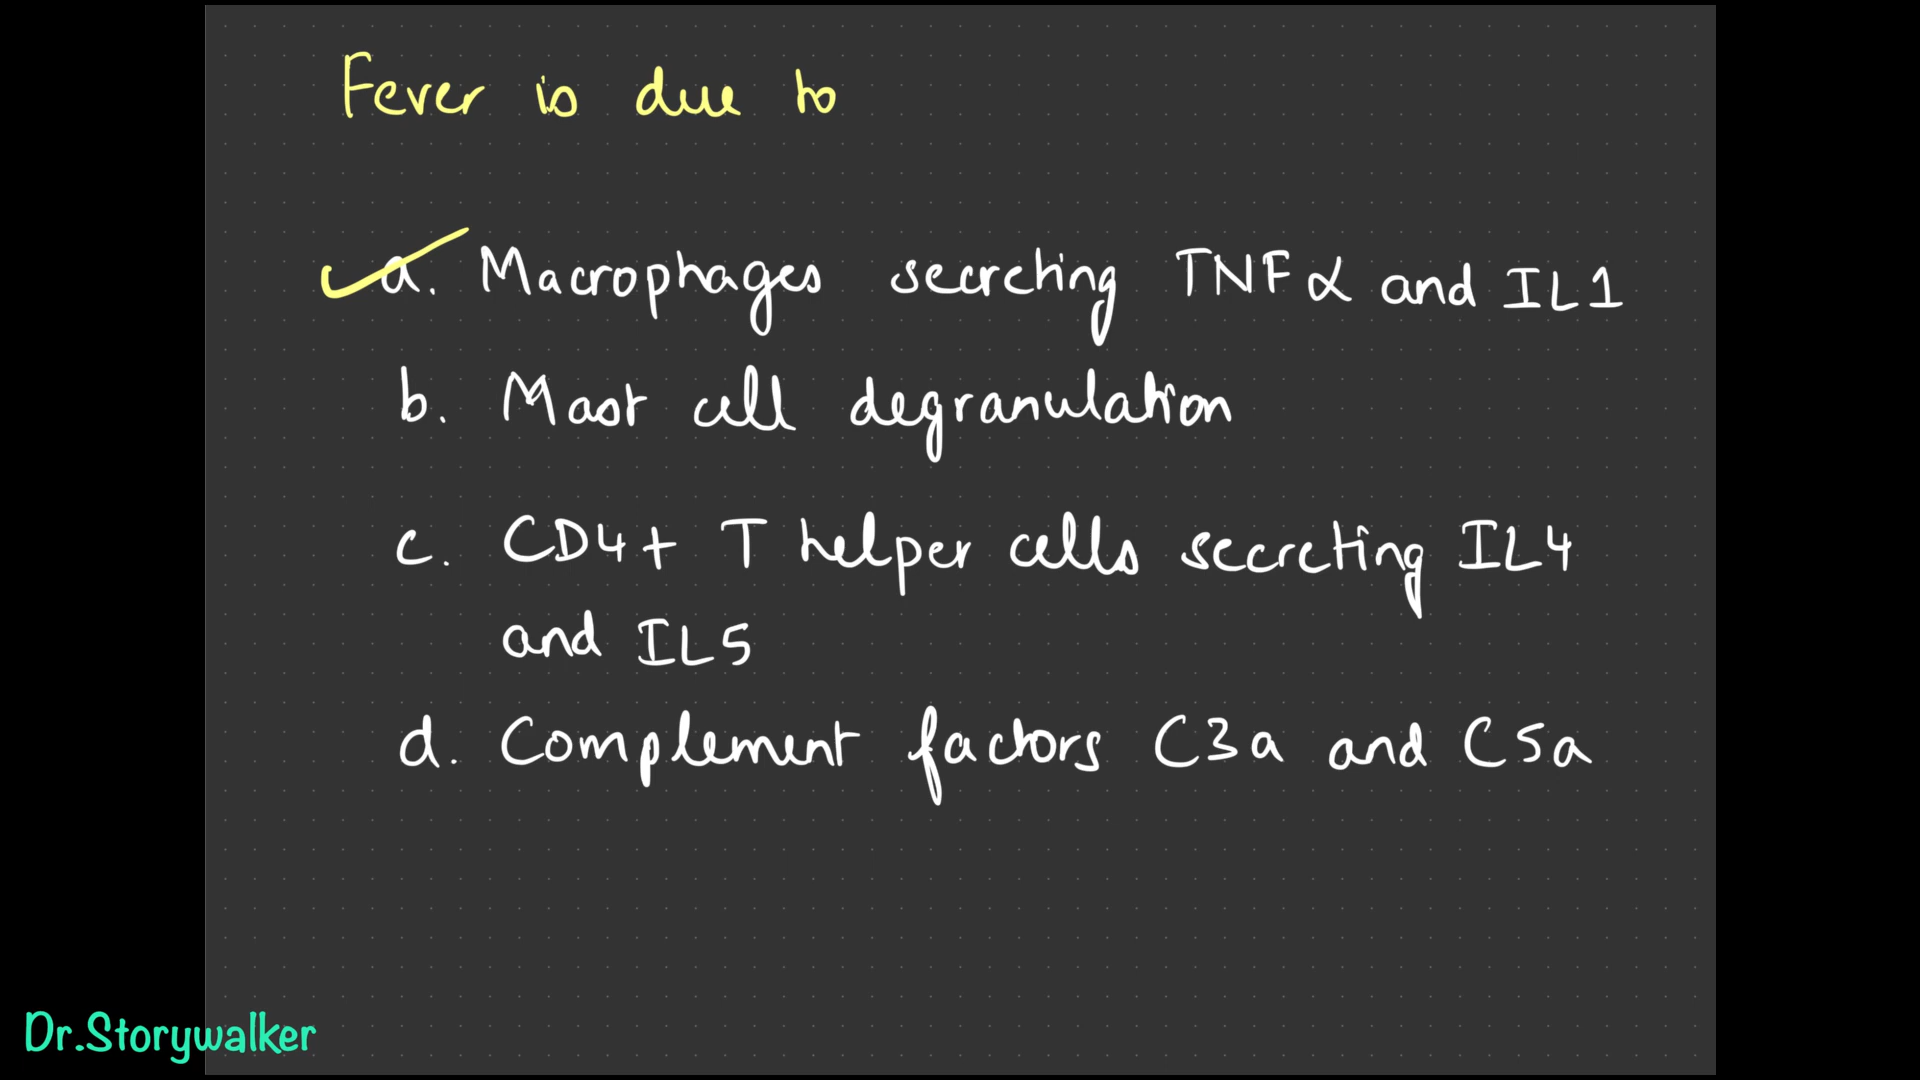 Fever is due to
a. Macrophages secreting TNF α and IL1
b. Mast cell degranulation
c. CD4+ T helper cells secreting IL4
and IL5
d. Complement factors C3a and C5a
Dr.Storywalker